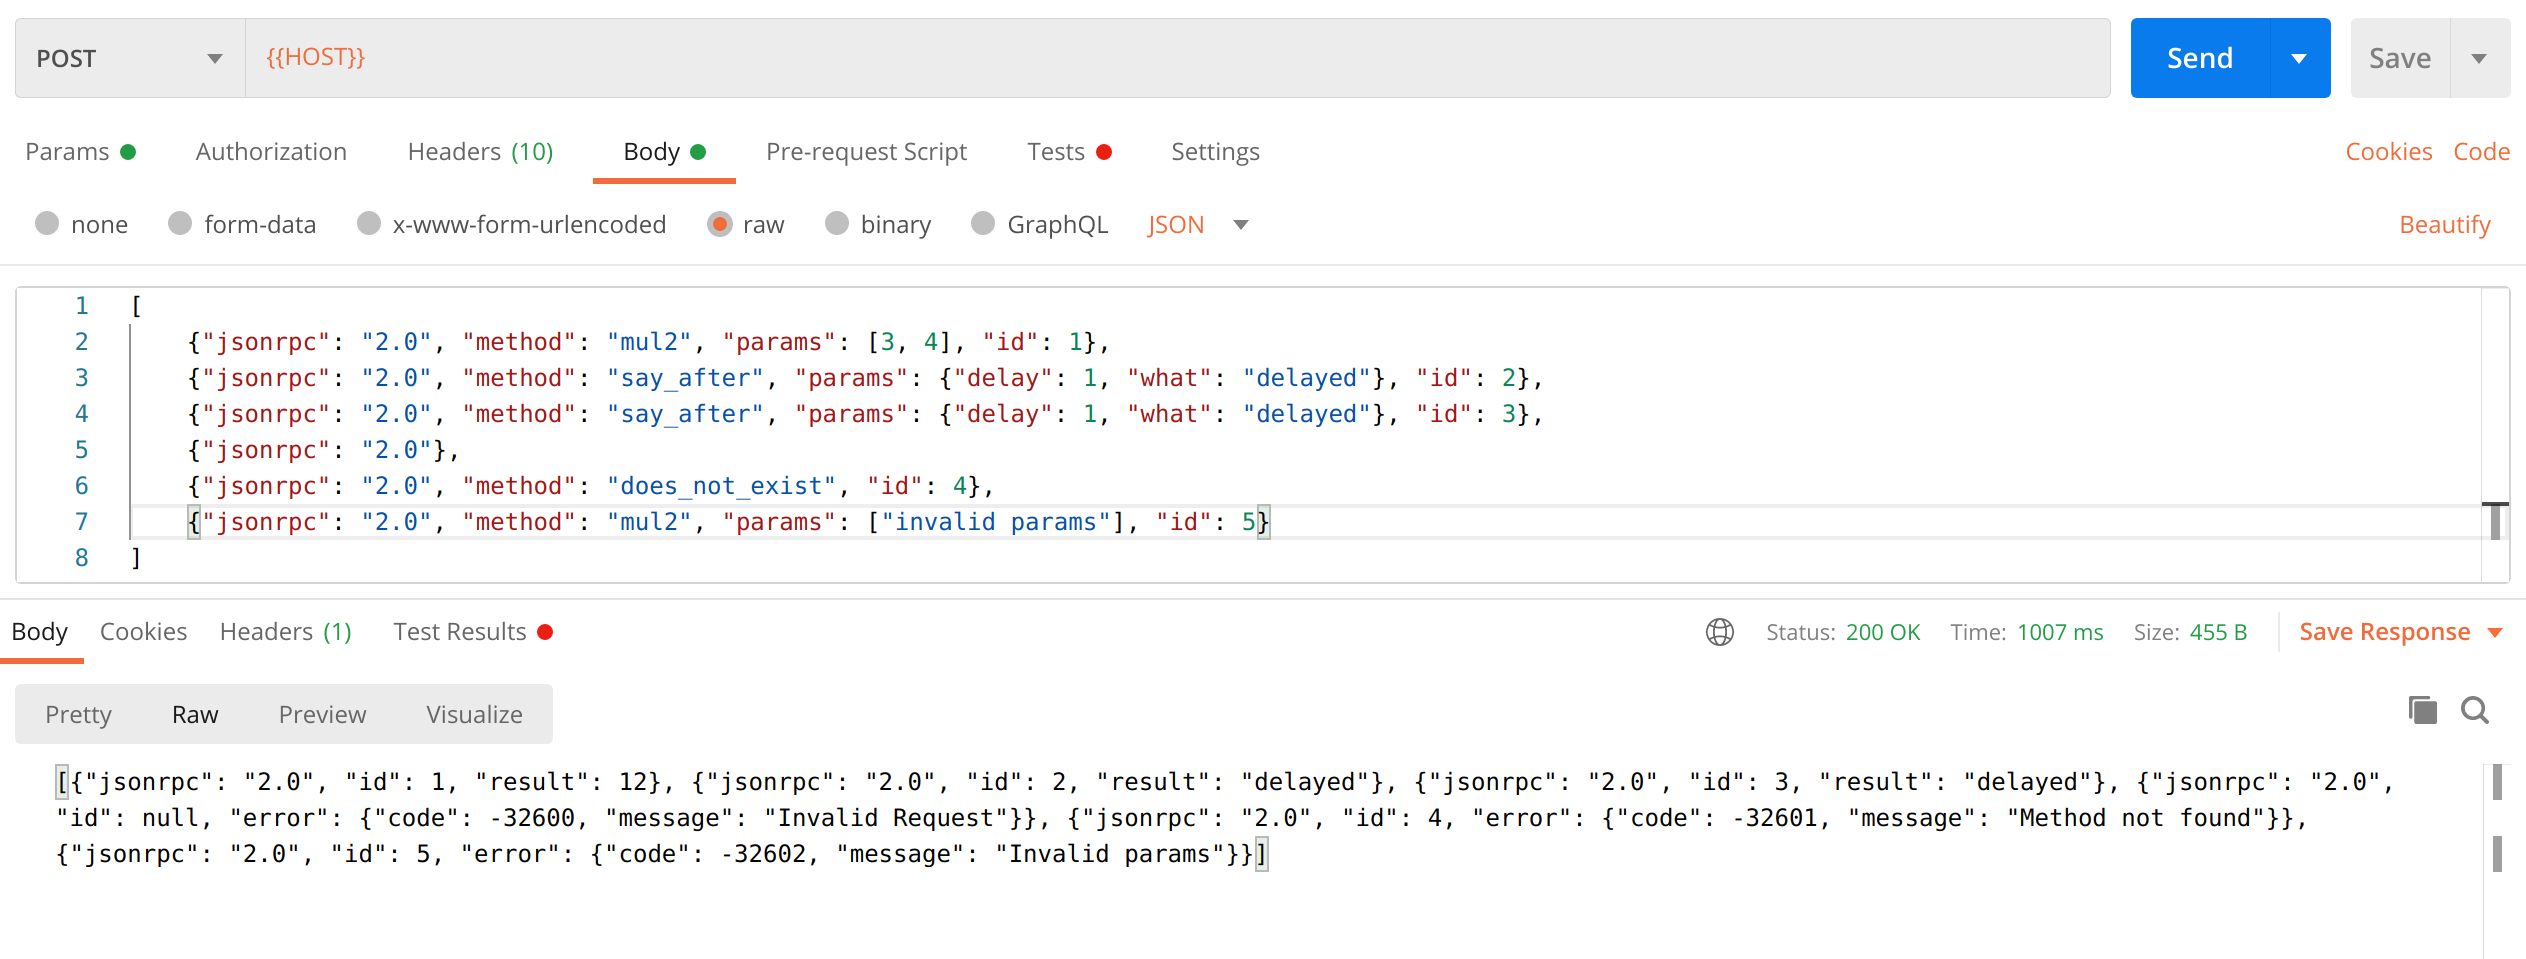 POST {{HOST}} Send Save
Params Authorization Headers (10) Body Pre-request Script Tests Settings Cookies Code
none form-data x-www-form-urlencoded raw binary GraphQL JSON Beautify
1 [
2 {"jsonrpc": "2.0", "method": "mul2", "params": [3, 4], "id": 1},
3 {"jsonrpc": "2.0", "method": "say_after", "params": {"delay": 1, "what": "delayed"}, "id": 2},
4 {"jsonrpc": "2.0", "method": "say_after", "params": {"delay": 1, "what": "delayed"}, "id": 3},
5 {"jsonrpc": "2.0"},
6 {"jsonrpc": "2.0", "method": "does_not_exist", "id": 4},
7 {"jsonrpc": "2.0", "method": "mul2", "params": ["invalid params"], "id": 5}
8 ]
Body Cookies Headers (1) Test Results Status: 200 OK Time: 1007 ms Size: 455 B Save Response
Pretty Raw Preview Visualize
[{"jsonrpc": "2.0", "id": 1, "result": 12}, {"jsonrpc": "2.0", "id": 2, "result": "delayed"}, {"jsonrpc": "2.0", "id": 3, "result": "delayed"}, {"jsonrpc": "2.0",
"id": null, "error": {"code": -32600, "message": "Invalid Request"}}, {"jsonrpc": "2.0", "id": 4, "error": {"code": -32601, "message": "Method not found"}},
{"jsonrpc": "2.0", "id": 5, "error": {"code": -32602, "message": "Invalid params"}}]